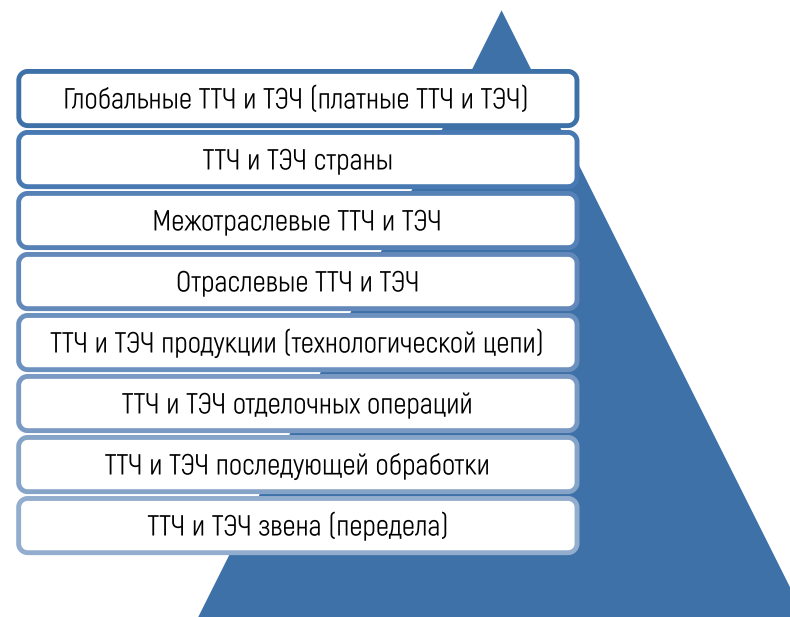 Глобальные ТТЧ и ТЭЧ (платные ТТЧ и ТЭЧ)
ТТЧ и ТЭЧ страны
Межотраслевые ТТЧ и ТЭЧ
Отраслевые ТТЧ и ТЭЧ
ТТЧ и ТЭЧ продукции (технологической цепи)
ТТЧ и ТЭЧ отделочных операций
ТТЧ и ТЭЧ последующей обработки
ТТЧ и ТЭЧ звена (передела)